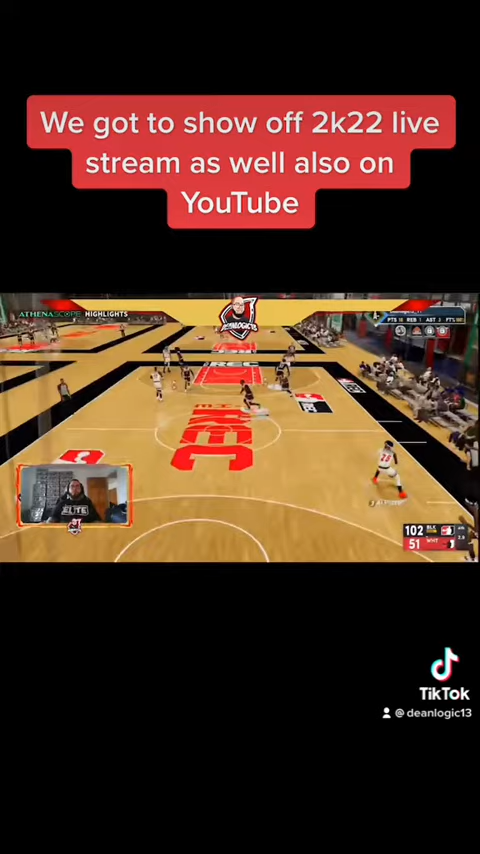 We got to show off 2k22 live
stream as well also on
YouTube
ATHENASCOPE HIGHLIGHTS
DEANLOGIC13
REC
REC
ELITE
102
51
TikTok
@deanlogic13